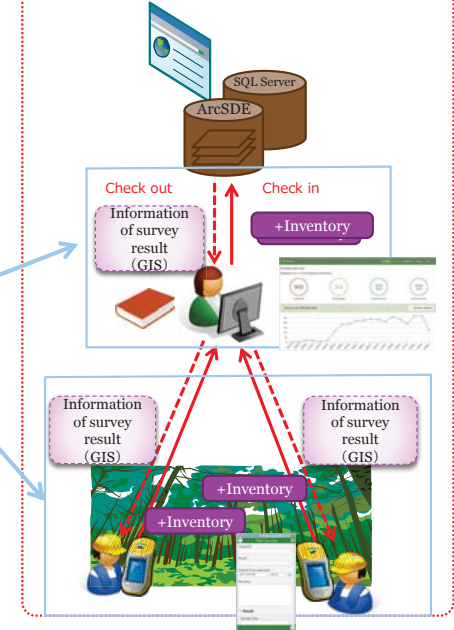 SQL Server
ArcSDE
Check out
Check in
Information
of survey
result
（GIS）
+Inventory
Information
of survey
result
（GIS）
Information
of survey
result
（GIS）
+Inventory
+Inventory